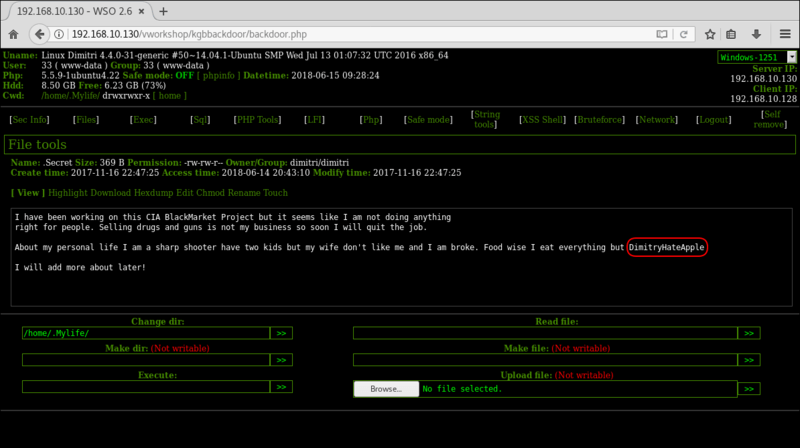 192.168.10.130 - WSO 2.6
192.168.10.130/vworkshop/kgbbackdoor/backdoor.php
Search
Uname: Linux Dimitri 4.4.0-31-generic #50~14.04.1-Ubuntu SMP Wed Jul 13 01:07:32 UTC 2016 x86_64
User: 33 ( www-data ) Group: 33 ( www-data )
Php: 5.5.9-1ubuntu4.22 Safe mode: OFF [ phpinfo ] Datetime: 2018-06-15 09:28:24
Hdd: 8.50 GB Free: 6.23 GB (73%)
Cwd: /home/.Mylife/ drwxrwxr-x [ home ]
Windows-1251
Server IP:
192.168.10.130
Client IP:
192.168.10.128
[Sec Info] [Files] [Exec] [Sql] [PHP Tools] [LFI] [Php] [Safe mode] [String tools] [XSS Shell] [Bruteforce] [Network] [Logout] [Self remove]
File tools
Name: .Secret Size: 369 B Permission: -rw-rw-r-- Owner/Group: dimitri/dimitri
Create time: 2017-11-16 22:47:25 Access time: 2018-06-14 20:43:10 Modify time: 2017-11-16 22:47:25
[ View ] Highlight Download Hexdump Edit Chmod Rename Touch
I have been working on this CIA BlackMarket Project but it seems like I am not doing anything
right for people. Selling drugs and guns is not my business so soon I will quit the job.
About my personal life I am a sharp shooter have two kids but my wife don't like me and I am broke. Food wise I eat everything but DimitryHateApple
I will add more about later!
Change dir:
/home/.Mylife/ >>
Read file:
>>
Make dir: (Not writable)
>>
Make file: (Not writable)
>>
Execute:
>>
Upload file: (Not writable)
Browse... No file selected. >>